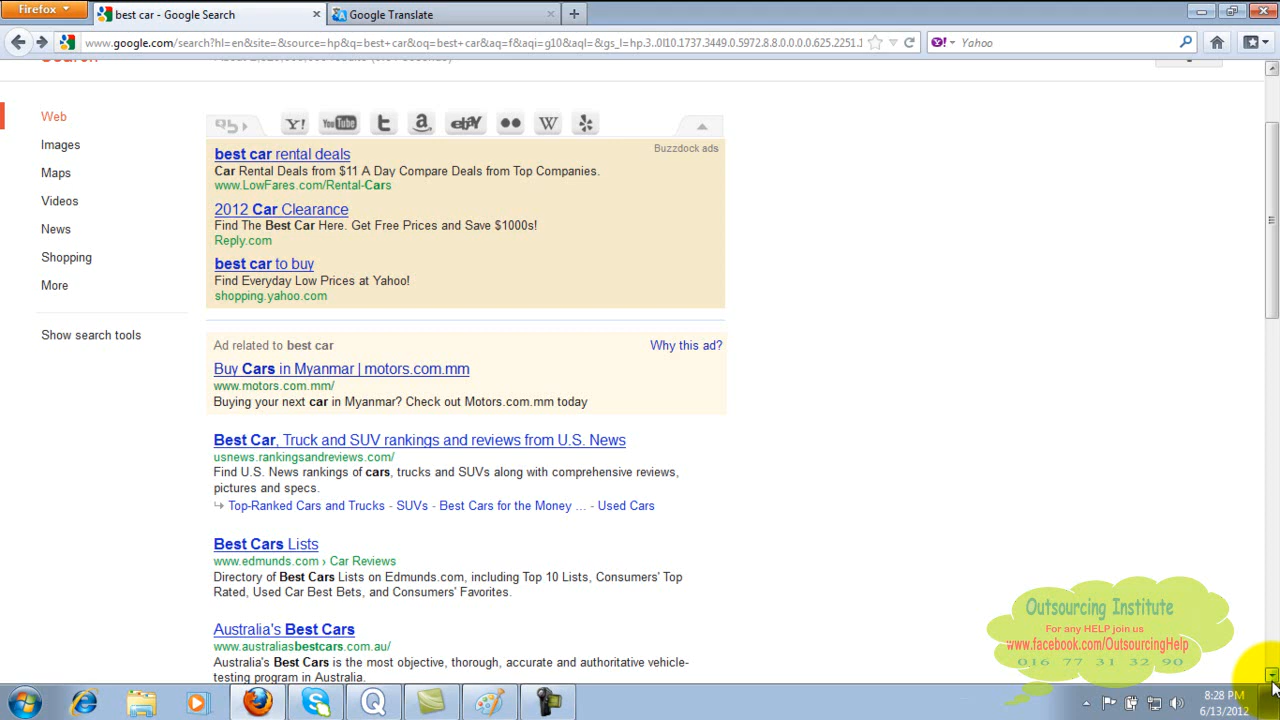 Firefox
best car - Google Search
Google Translate
www.google.com/search?hl=en&site=&source=hp&q=best+car&oq=best+car&aq=f&aqi=g10&aql=&gs_l=hp.3..0l10.1737.3449.0.5972.8.8.0.0.0.0.625.2251.1
Yahoo
Web
Images
Maps
Videos
News
Shopping
More
Show search tools
Y!
YouTube
t
a
ebay
W
Buzzdock ads
best car rental deals
Car Rental Deals from $11 A Day Compare Deals from Top Companies.
www.LowFares.com/Rental-Cars
2012 Car Clearance
Find The Best Car Here. Get Free Prices and Save $1000s!
Reply.com
best car to buy
Find Everyday Low Prices at Yahoo!
shopping.yahoo.com
Ad related to best car
Why this ad?
Buy Cars in Myanmar | motors.com.mm
www.motors.com.mm/
Buying your next car in Myanmar? Check out Motors.com.mm today
Best Car, Truck and SUV rankings and reviews from U.S. News
usnews.rankingsandreviews.com/
Find U.S. News rankings of cars, trucks and SUVs along with comprehensive reviews,
pictures and specs.
Top-Ranked Cars and Trucks - SUVs - Best Cars for the Money ... - Used Cars
Best Cars Lists
www.edmunds.com › Car Reviews
Directory of Best Cars Lists on Edmunds.com, including Top 10 Lists, Consumers' Top
Rated, Used Car Best Bets, and Consumers' Favorites.
Australia's Best Cars
www.australiasbestcars.com.au/
Australia's Best Cars is the most objective, thorough, accurate and authoritative vehicle-
testing program in Australia.
Outsourcing Institute
For any HELP join us
www.facebook.com/OutsourcingHelp
016 77 31 32 90
8:28 PM
6/13/2012